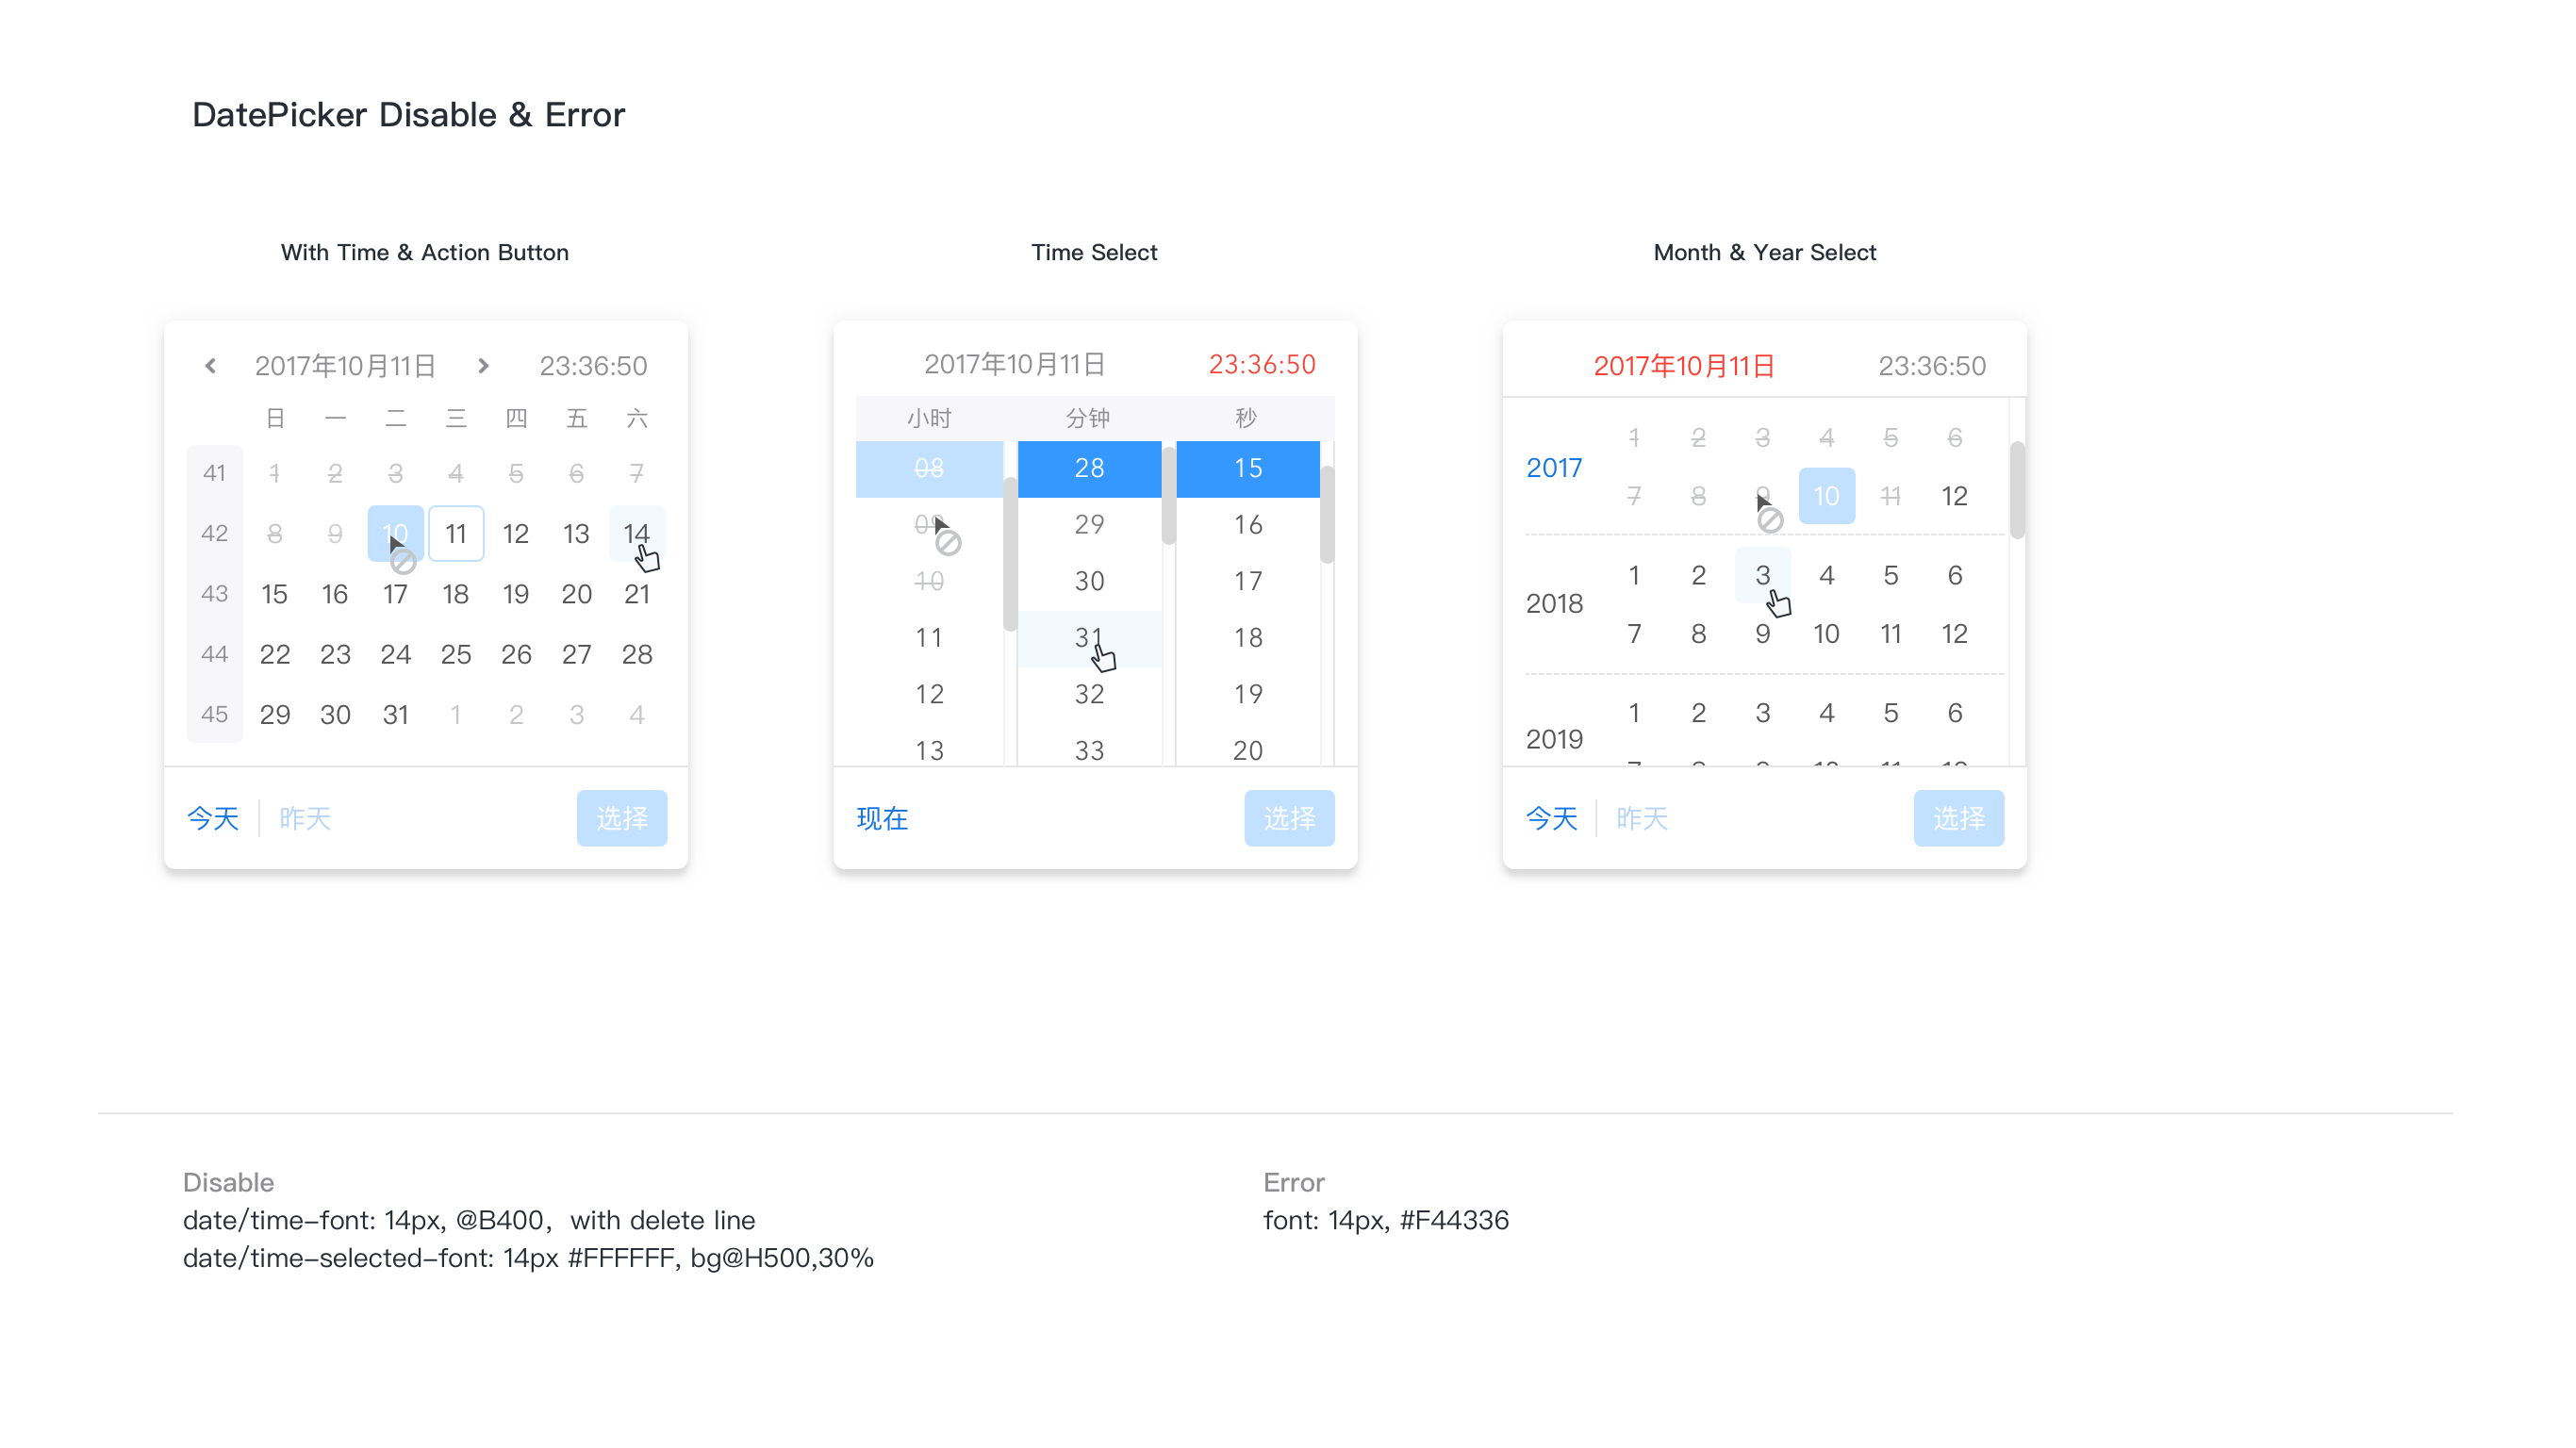 DatePicker Disable & Error
With Time & Action Button
2017年10月11日 23:36:50
日 一 二 三 四 五 六
41 1 2 3 4 5 6 7
42 8 9 10 11 12 13 14
43 15 16 17 18 19 20 21
44 22 23 24 25 26 27 28
45 29 30 31 1 2 3 4
今天 昨天 选择
Time Select
2017年10月11日 23:36:50
小时 分钟 秒
08 28 15
09 29 16
10 30 17
11 31 18
12 32 19
13 33 20
现在 选择
Month & Year Select
2017年10月11日 23:36:50
2017
1 2 3 4 5 6
7 8 9 10 11 12
2018
1 2 3 4 5 6
7 8 9 10 11 12
2019
1 2 3 4 5 6
今天 昨天 选择
Disable
date/time-font: 14px, @B400，with delete line
date/time-selected-font: 14px #FFFFFF, bg@H500,30%
Error
font: 14px, #F44336